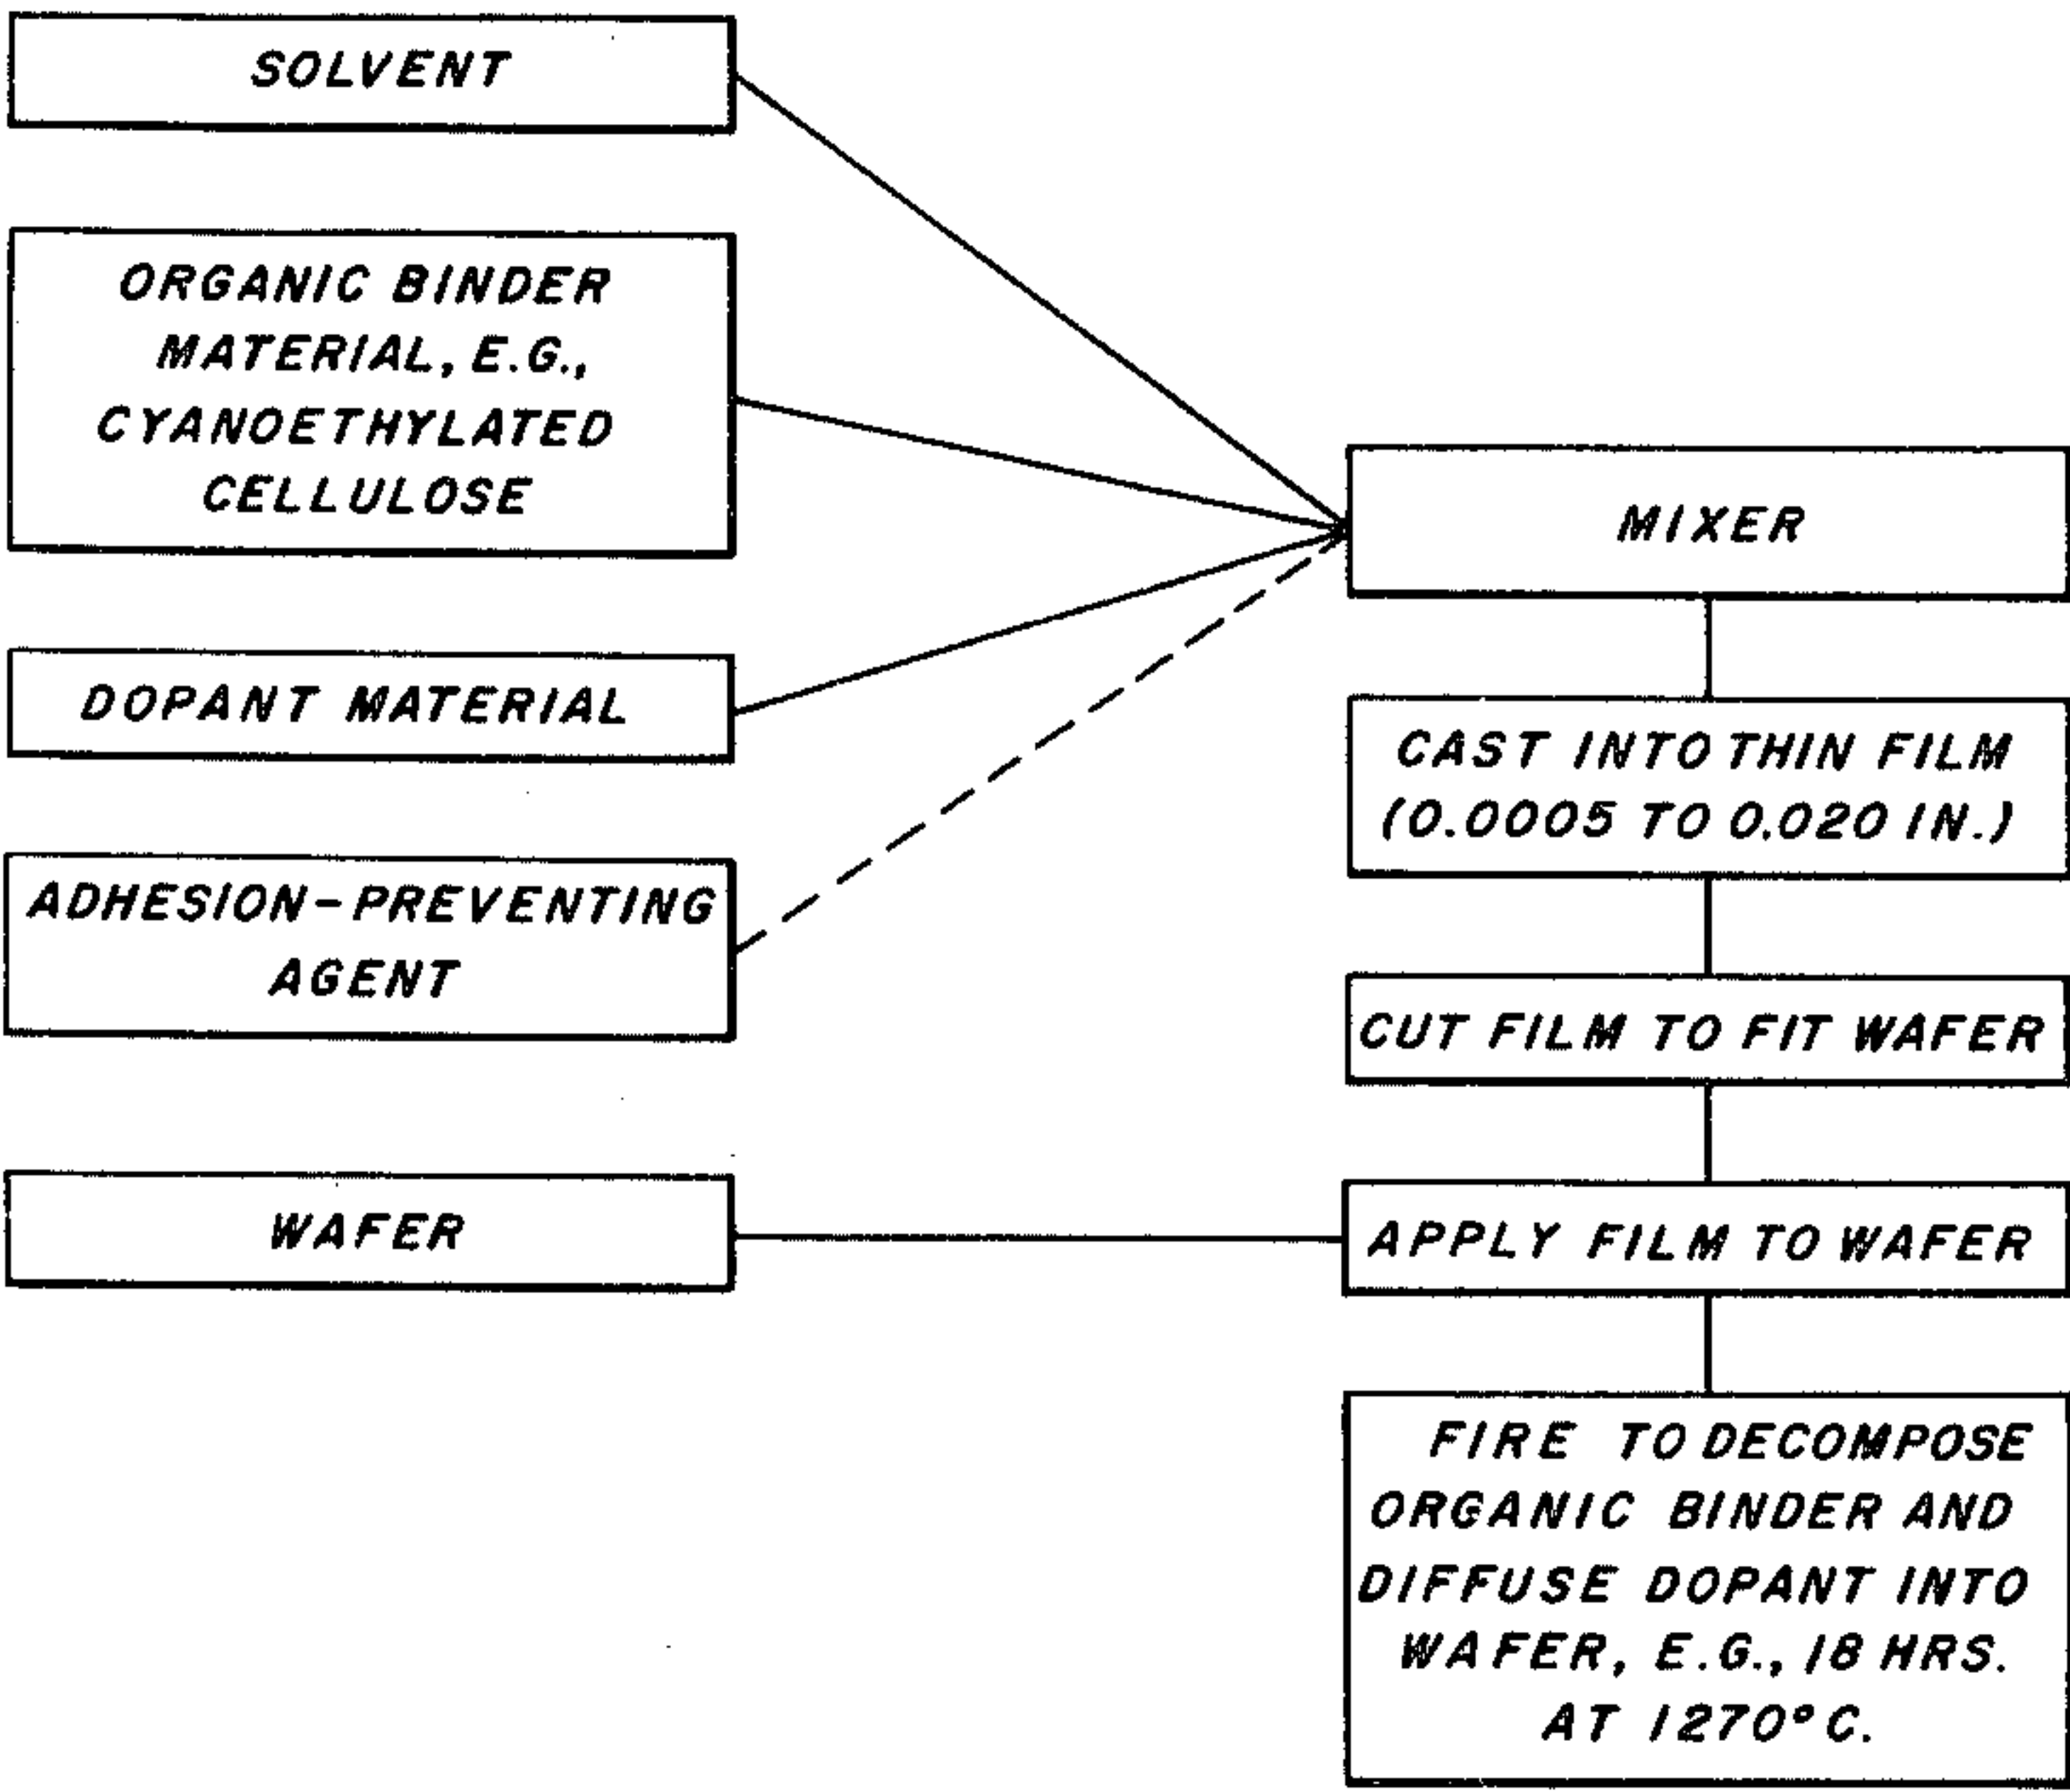 SOLVENT
ORGANIC BINDER
MATERIAL, E.G.,
CYANOETHYLATED
CELLULOSE
DOPANT MATERIAL
ADHESION-PREVENTING
AGENT
WAFER
MIXER
CAST INTO THIN FILM
(0.0005 TO 0.020 IN.)
CUT FILM TO FIT WAFER
APPLY FILM TO WAFER
FIRE TO DECOMPOSE
ORGANIC BINDER AND
DIFFUSE DOPANT INTO
WAFER, E.G., 18 HRS.
AT 1270°C.